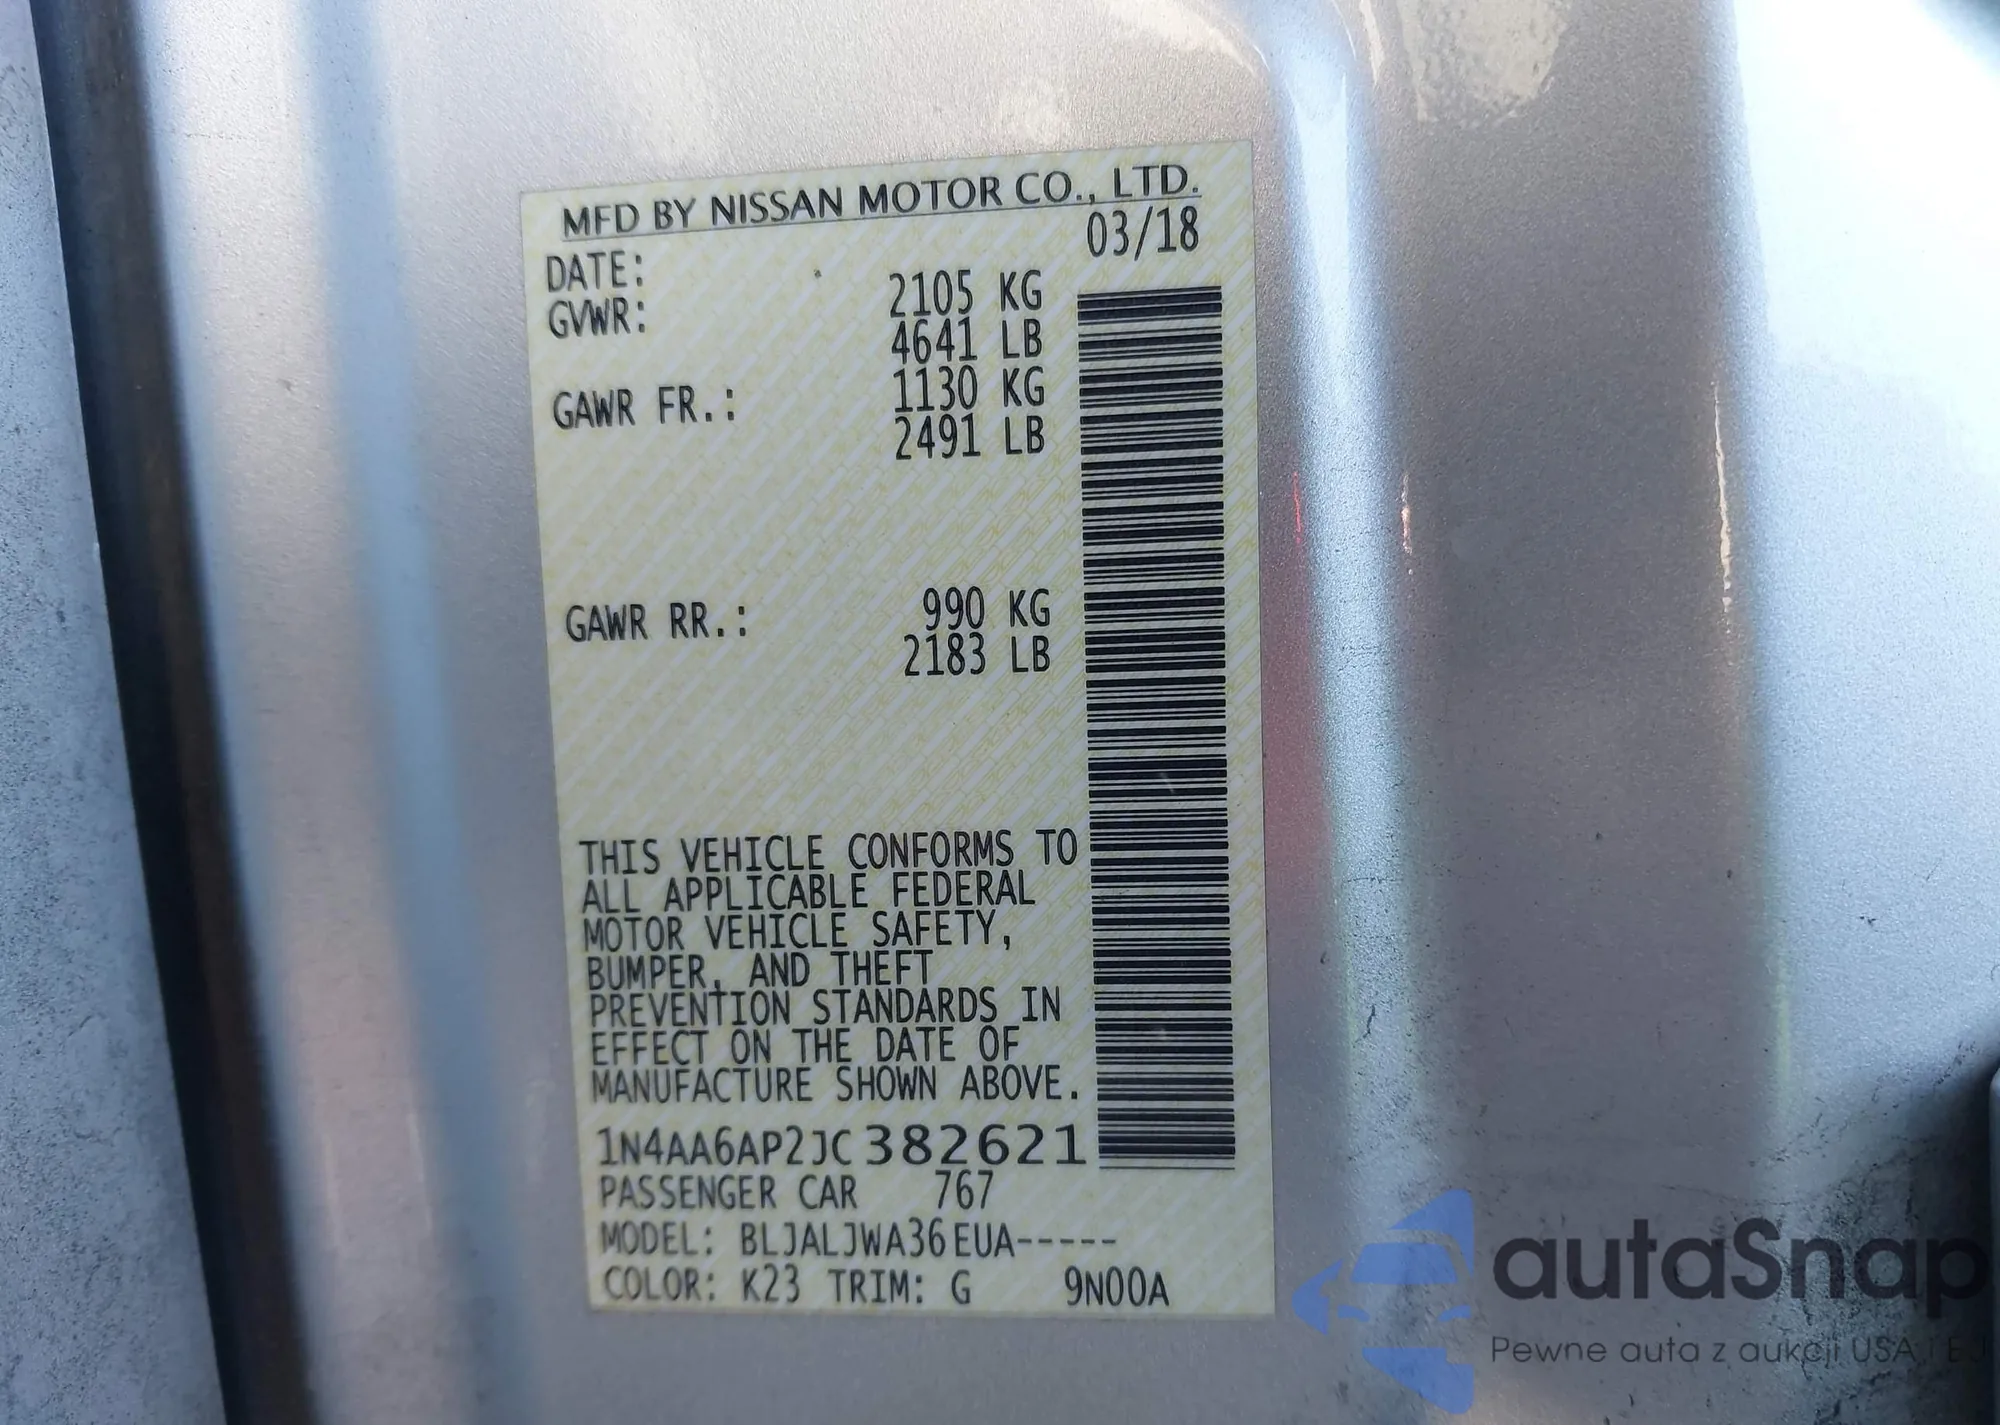 MFD BY NISSAN MOTOR CO., LTD.
DATE: 03/18
GVWR: 2105 KG
4641 LB
GAWR FR.: 1130 KG
2491 LB
GAWR RR.: 990 KG
2183 LB
THIS VEHICLE CONFORMS TO
ALL APPLICABLE FEDERAL
MOTOR VEHICLE SAFETY,
BUMPER, AND THEFT
PREVENTION STANDARDS IN
EFFECT ON THE DATE OF
MANUFACTURE SHOWN ABOVE.
1N4AA6AP2JC382621
PASSENGER CAR 767
MODEL: BLJALJWA36EUA-----
COLOR: K23 TRIM: G 9N00A
autaSnap
Pewne auta z aukcji USA i EJ